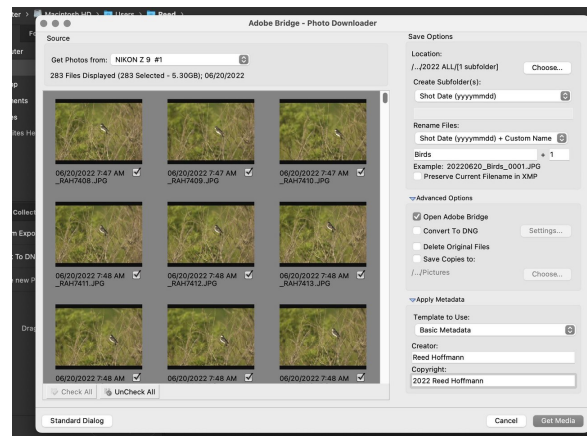 Macintosh HD > Users > Reed >
Adobe Bridge - Photo Downloader
Source
Get Photos from: NIKON Z 9 #1
283 Files Displayed (283 Selected - 5.30GB); 06/20/2022
06/20/2022 7:47 AM
_RAH7408.JPG
06/20/2022 7:47 AM
_RAH7409.JPG
06/20/2022 7:47 AM
_RAH7410.JPG
06/20/2022 7:48 AM
_RAH7411.JPG
06/20/2022 7:48 AM
_RAH7412.JPG
06/20/2022 7:48 AM
_RAH7413.JPG
06/20/2022 7:48 AM
06/20/2022 7:48 AM
06/20/2022 7:48 AM
Check All
UnCheck All
Standard Dialog
Save Options
Location:
/.../2022 ALL/[1 subfolder]
Choose...
Create Subfolder(s):
Shot Date (yyyymmdd)
Rename Files:
Shot Date (yyyymmdd) + Custom Name
Birds + 1
Example: 20220620_Birds_0001.JPG
Preserve Current Filename in XMP
Advanced Options
Open Adobe Bridge
Convert To DNG
Settings...
Delete Original Files
Save Copies to:
/.../Pictures
Choose...
Apply Metadata
Template to Use:
Basic Metadata
Creator:
Reed Hoffmann
Copyright:
2022 Reed Hoffmann
Cancel
Get Media